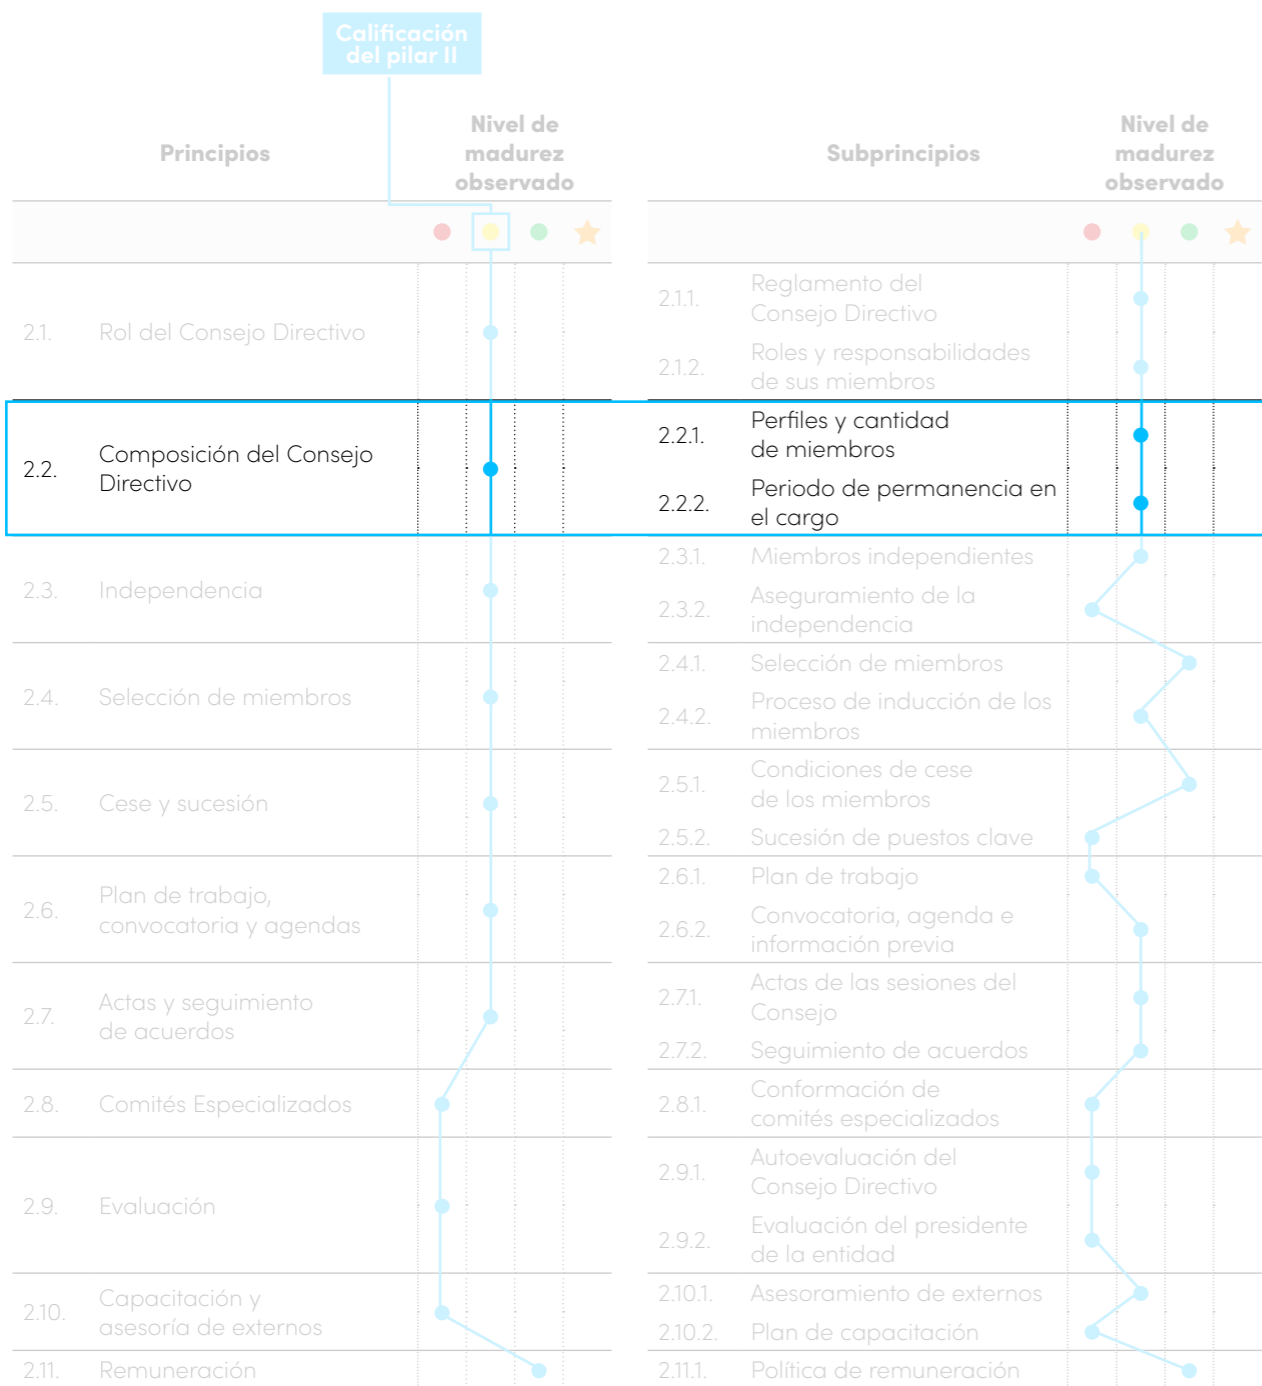 Calificación
del pilar II
Principios
Nivel de
madurez
observado
Subprincipios
Nivel de
madurez
observado
2.1. Rol del Consejo Directivo
2.1.1. Reglamento del
Consejo Directivo
2.1.2. Roles y responsabilidades
de sus miembros
2.2. Composición del Consejo
Directivo
2.2.1. Perfiles y cantidad
de miembros
2.2.2. Periodo de permanencia en
el cargo
2.3. Independencia
2.3.1. Miembros independientes
2.3.2. Aseguramiento de la
independencia
2.4. Selección de miembros
2.4.1. Selección de miembros
2.4.2. Proceso de inducción de los
miembros
2.5. Cese y sucesión
2.5.1. Condiciones de cese
de los miembros
2.5.2. Sucesión de puestos clave
2.6. Plan de trabajo,
convocatoria y agendas
2.6.1. Plan de trabajo
2.6.2. Convocatoria, agenda e
información previa
2.7. Actas y seguimiento
de acuerdos
2.7.1. Actas de las sesiones del
Consejo
2.7.2. Seguimiento de acuerdos
2.8. Comités Especializados
2.8.1. Conformación de
comités especializados
2.9. Evaluación
2.9.1. Autoevaluación del
Consejo Directivo
2.9.2. Evaluación del presidente
de la entidad
2.10. Capacitación y
asesoría de externos
2.10.1. Asesoramiento de externos
2.10.2. Plan de capacitación
2.11. Remuneración
2.11.1. Política de remuneración